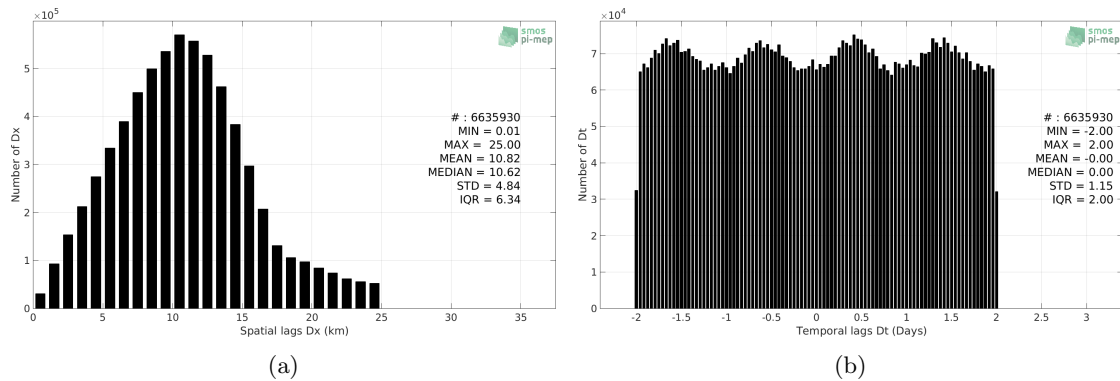 ×10⁵
smos
pi-mep
5
4
3
2
1
0
Number of Dx
# : 6635930
MIN = 0.01
MAX = 25.00
MEAN = 10.82
MEDIAN = 10.62
STD = 4.84
IQR = 6.34
0 5 10 15 20 25 30 35
Spatial lags Dx (km)
(a)
×10⁴
smos
pi-mep
7
6
5
4
3
2
1
0
Number of Dt
# : 6635930
MIN = -2.00
MAX = 2.00
MEAN = -0.00
MEDIAN = 0.00
STD = 1.15
IQR = 2.00
-2 -1.5 -1 -0.5 0 0.5 1 1.5 2 2.5 3
Temporal lags Dt (Days)
(b)